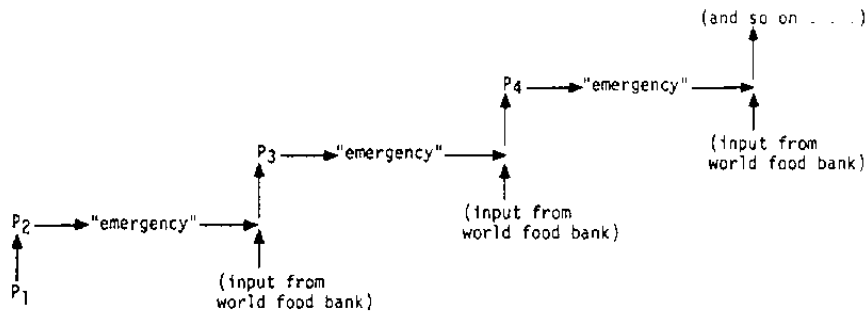 (and so on . . . .)
P4 "emergency"
(input from
world food bank)
P3 "emergency"
(input from
world food bank)
P2 "emergency"
(input from
world food bank)
P1